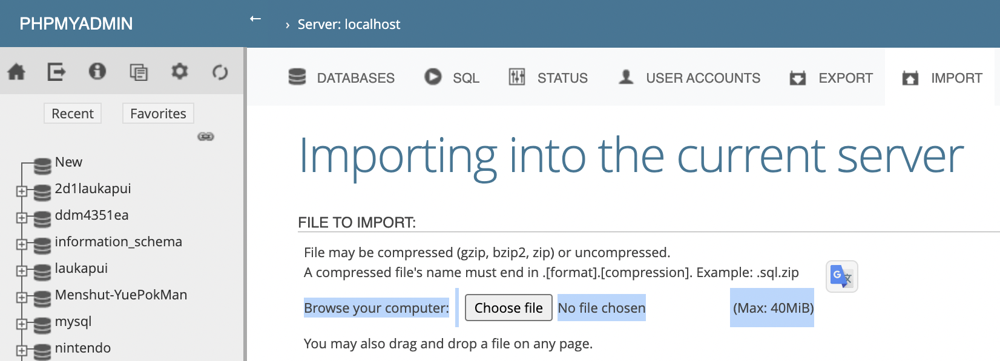 PHPMYADMIN
← › Server: localhost
DATABASES SQL STATUS USER ACCOUNTS EXPORT IMPORT
Recent Favorites
New
2d1laukapui
ddm4351ea
information_schema
laukapui
Menshut-YuePokMan
mysql
nintendo
Importing into the current server
FILE TO IMPORT:
File may be compressed (gzip, bzip2, zip) or uncompressed.
A compressed file's name must end in .[format].[compression]. Example: .sql.zip
G 文
Browse your computer: Choose file No file chosen (Max: 40MiB)
You may also drag and drop a file on any page.